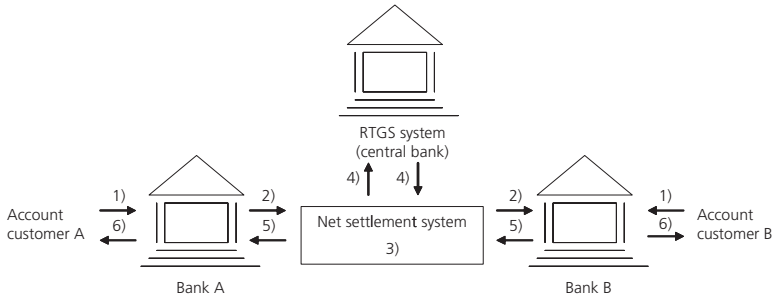 RTGS system
(central bank)
4)
4)
1)
2)
2)
1)
Account
customer A
Net settlement system
Account
customer B
6)
5)
3)
5)
6)
Bank A
Bank B